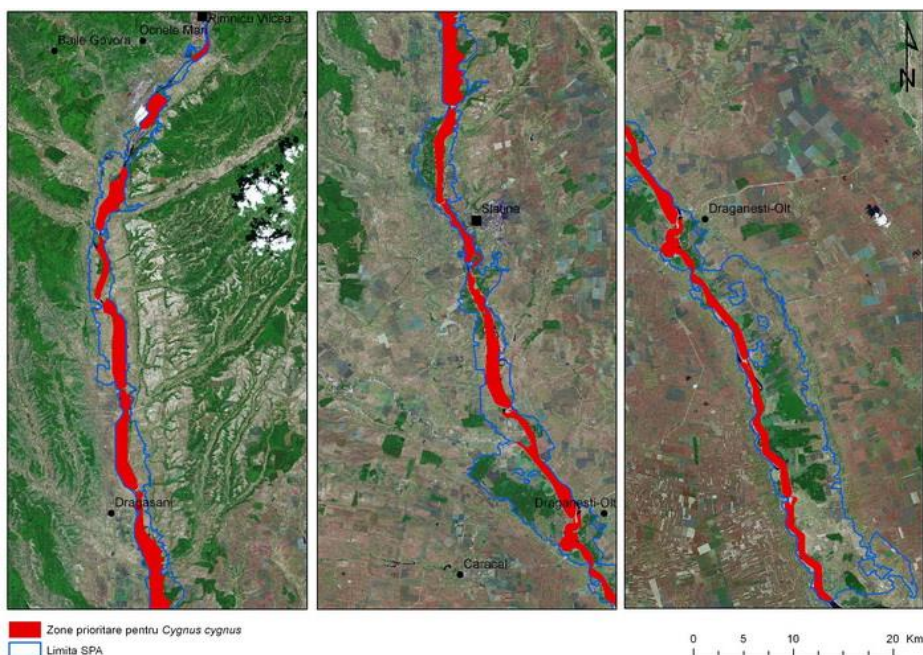 Rimnicu Vilcea
Ocnele Mari
Baile Govora
Dragasani
Slatina
Draganesti-Olt
Caracal
Draganesti-Olt
N
Zone prioritare pentru Cygnus cygnus
Limita SPA
0 5 10 20 Km